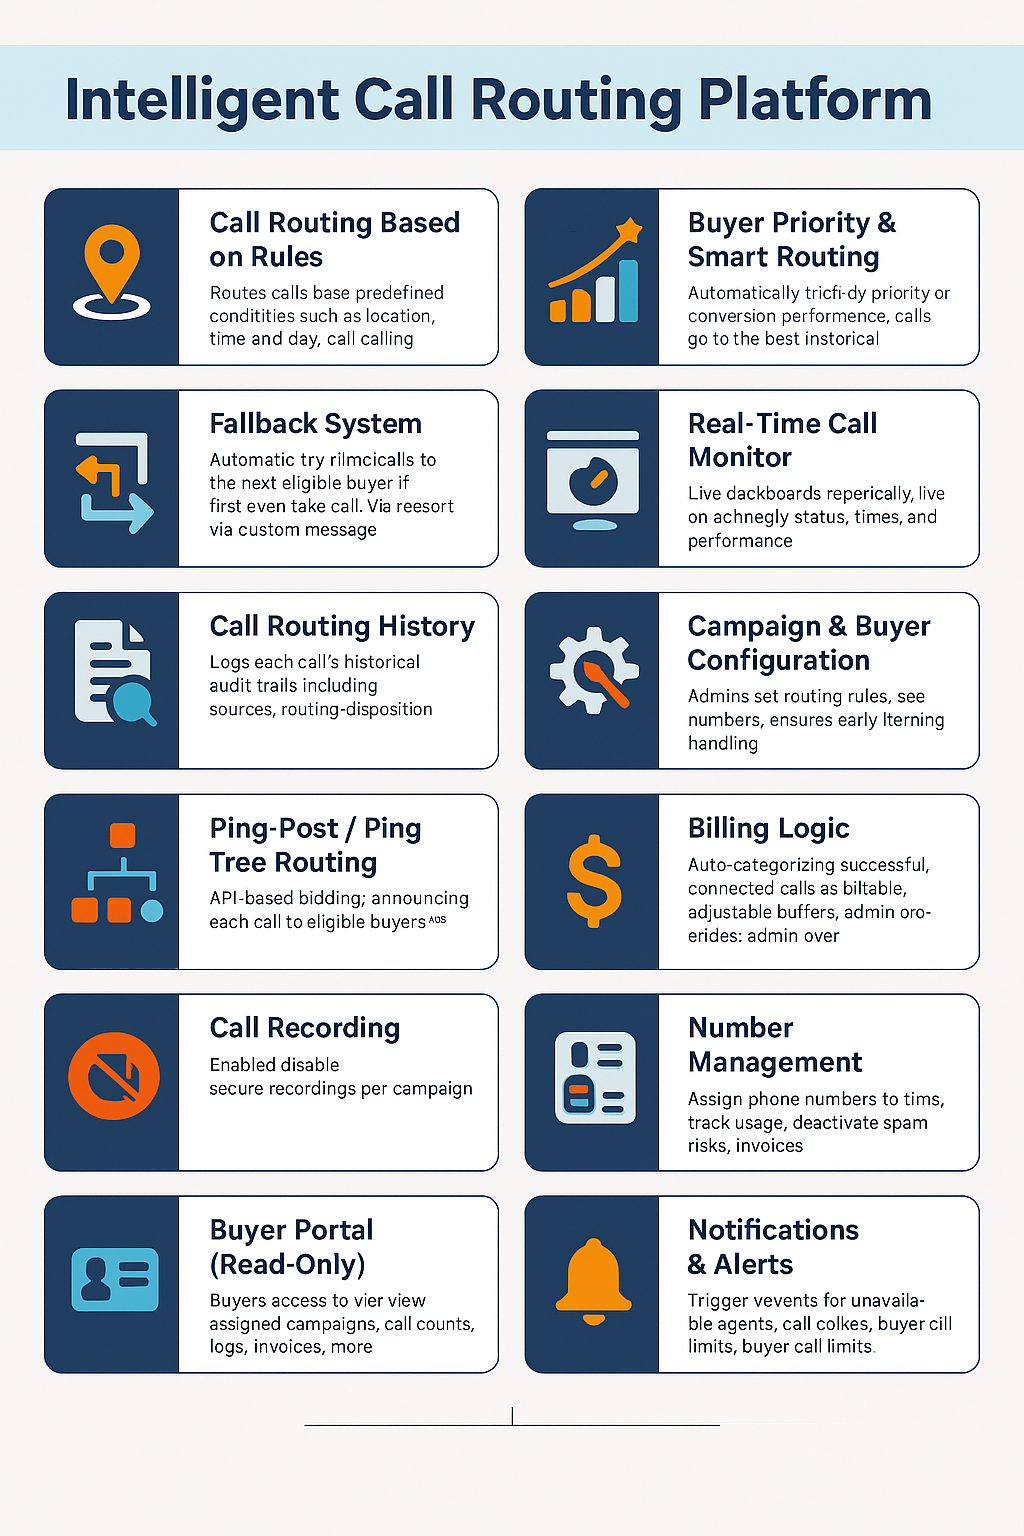 Intelligent Call Routing Platform
Call Routing Based
on Rules
Routes calls base predefined
conditities such as location,
time and day, call calling
Buyer Priority &
Smart Routing
Automatically tricfi-dy priority or
conversion performence, calls
go to the best instorical
Fallback System
Automatic try rilmcicalls to
the next eligible buyer if
first even take call. Via reesort
via custom message
Real-Time Call
Monitor
Live dackboards reperically, live
on achnegly status, times, and
performance
Call Routing History
Logs each call's historical
audit trails including
sources, routing-disposition
Campaign & Buyer
Configuration
Admins set routing rules, see
numbers, ensures early lterning
handling
Ping-Post / Ping
Tree Routing
API-based bidding; announcing
each call to eligible buyers
Billing Logic
Auto-categorizing successful,
connected calls as biltable,
adjustable buffers, admin oro-
erides: admin over
Call Recording
Enabled disable
secure recordings per campaign
Number
Management
Assign phone numbers to tims,
track usage, deactivate spam
risks, invoices
Buyer Portal
(Read-Only)
Buyers access to vier view
assigned campaigns, call counts,
logs, invoices, more
Notifications
& Alerts
Trigger vevents for unavaila-
ble agents, call colkes, buyer cill
limits, buyer call limits.